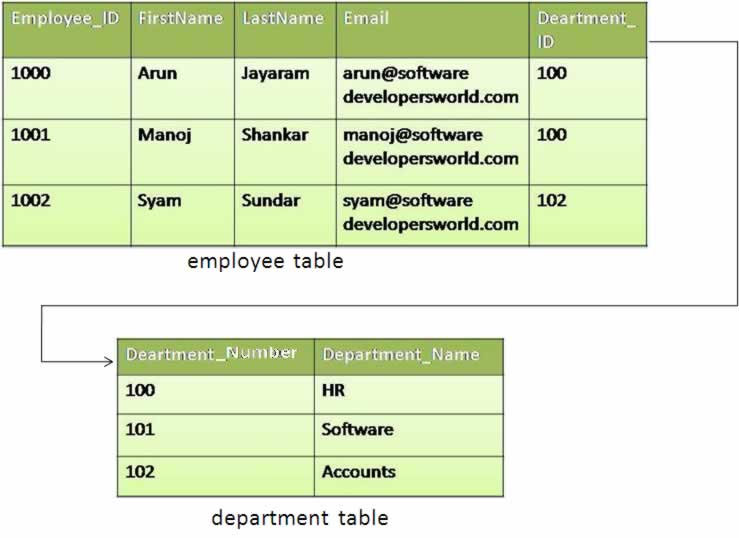 Employee_ID FirstName LastName Email Deartment_
ID
1000 Arun Jayaram arun@software 100
developersworld.com
1001 Manoj Shankar manoj@software 100
developersworld.com
1002 Syam Sundar syam@software 102
developersworld.com
employee table
Deartment_Number Department_Name
100 HR
101 Software
102 Accounts
department table